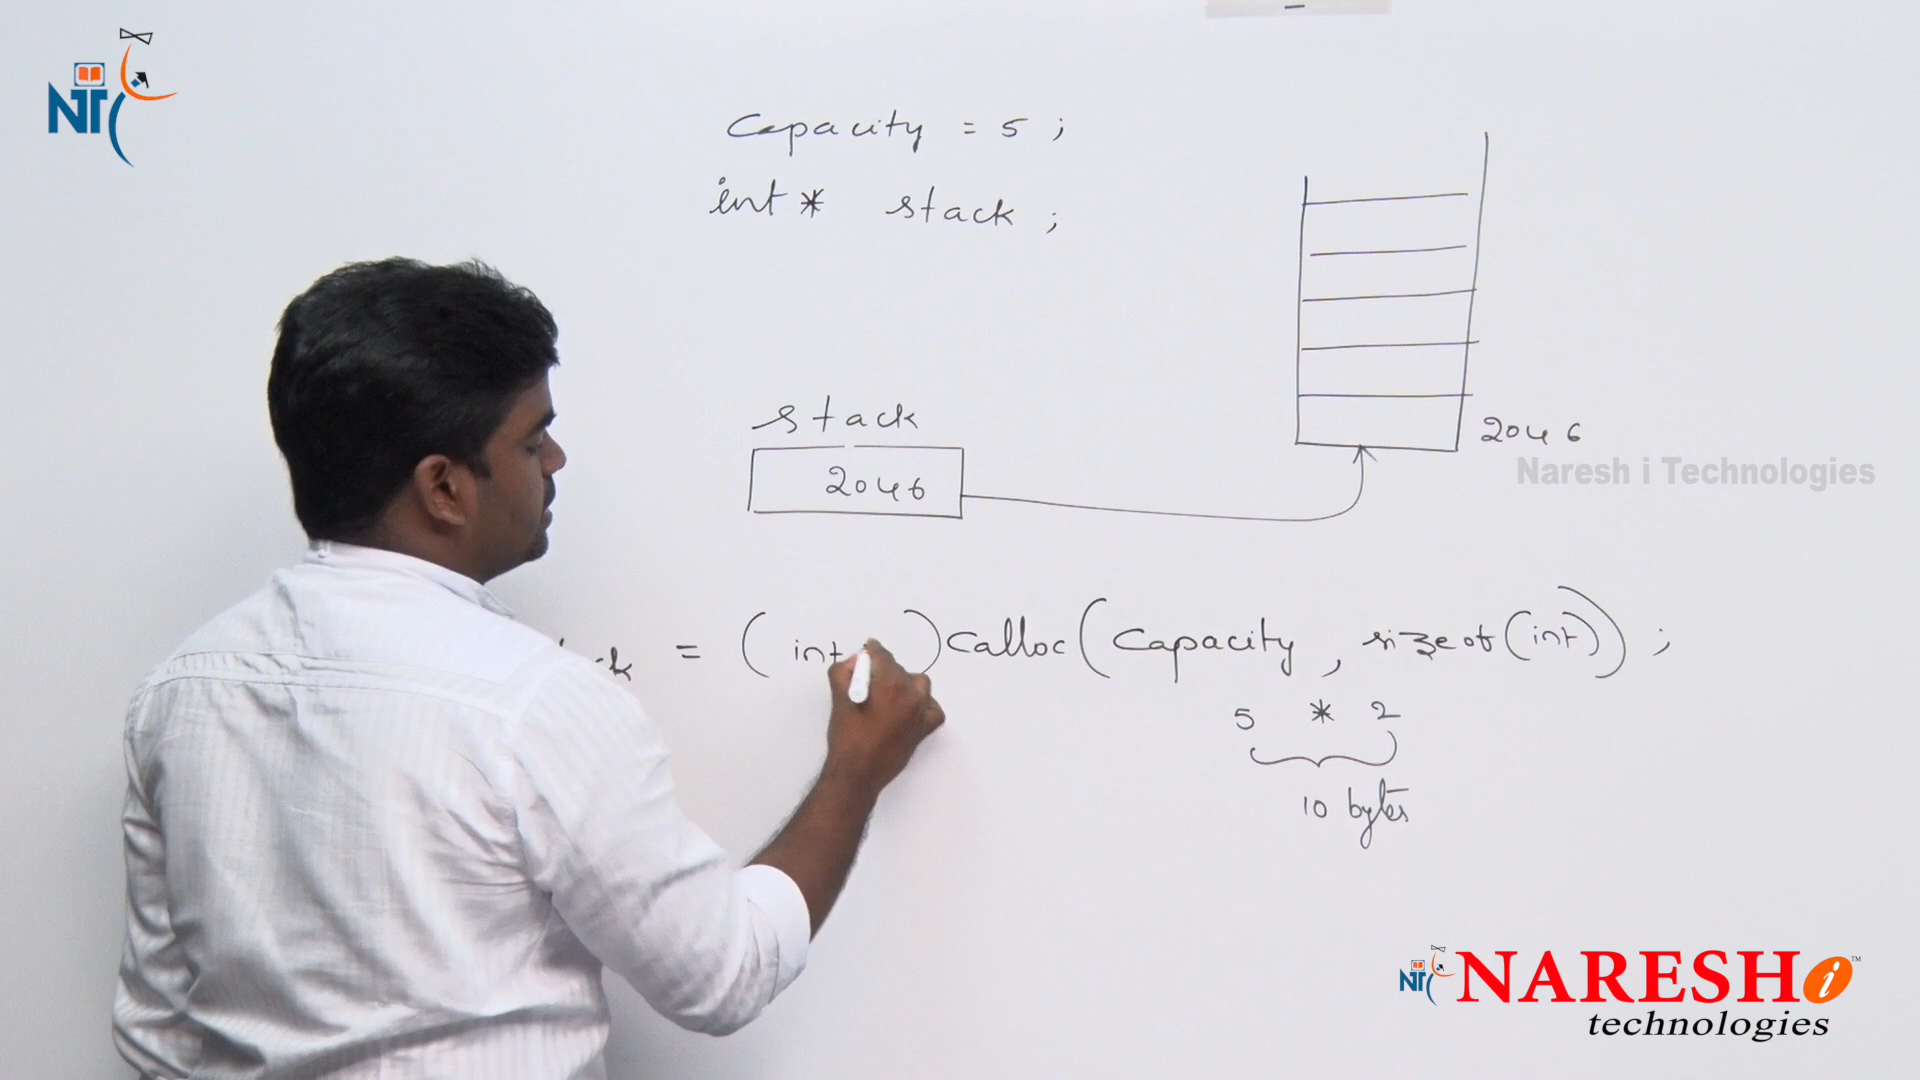 NT
Capacity = 5 ;
int * stack ;
stack
2046
2046
Naresh i Technologies
= (int )calloc(Capacity, sizeof(int));
5 * 2
10 bytes
NT NARESH i ™
technologies